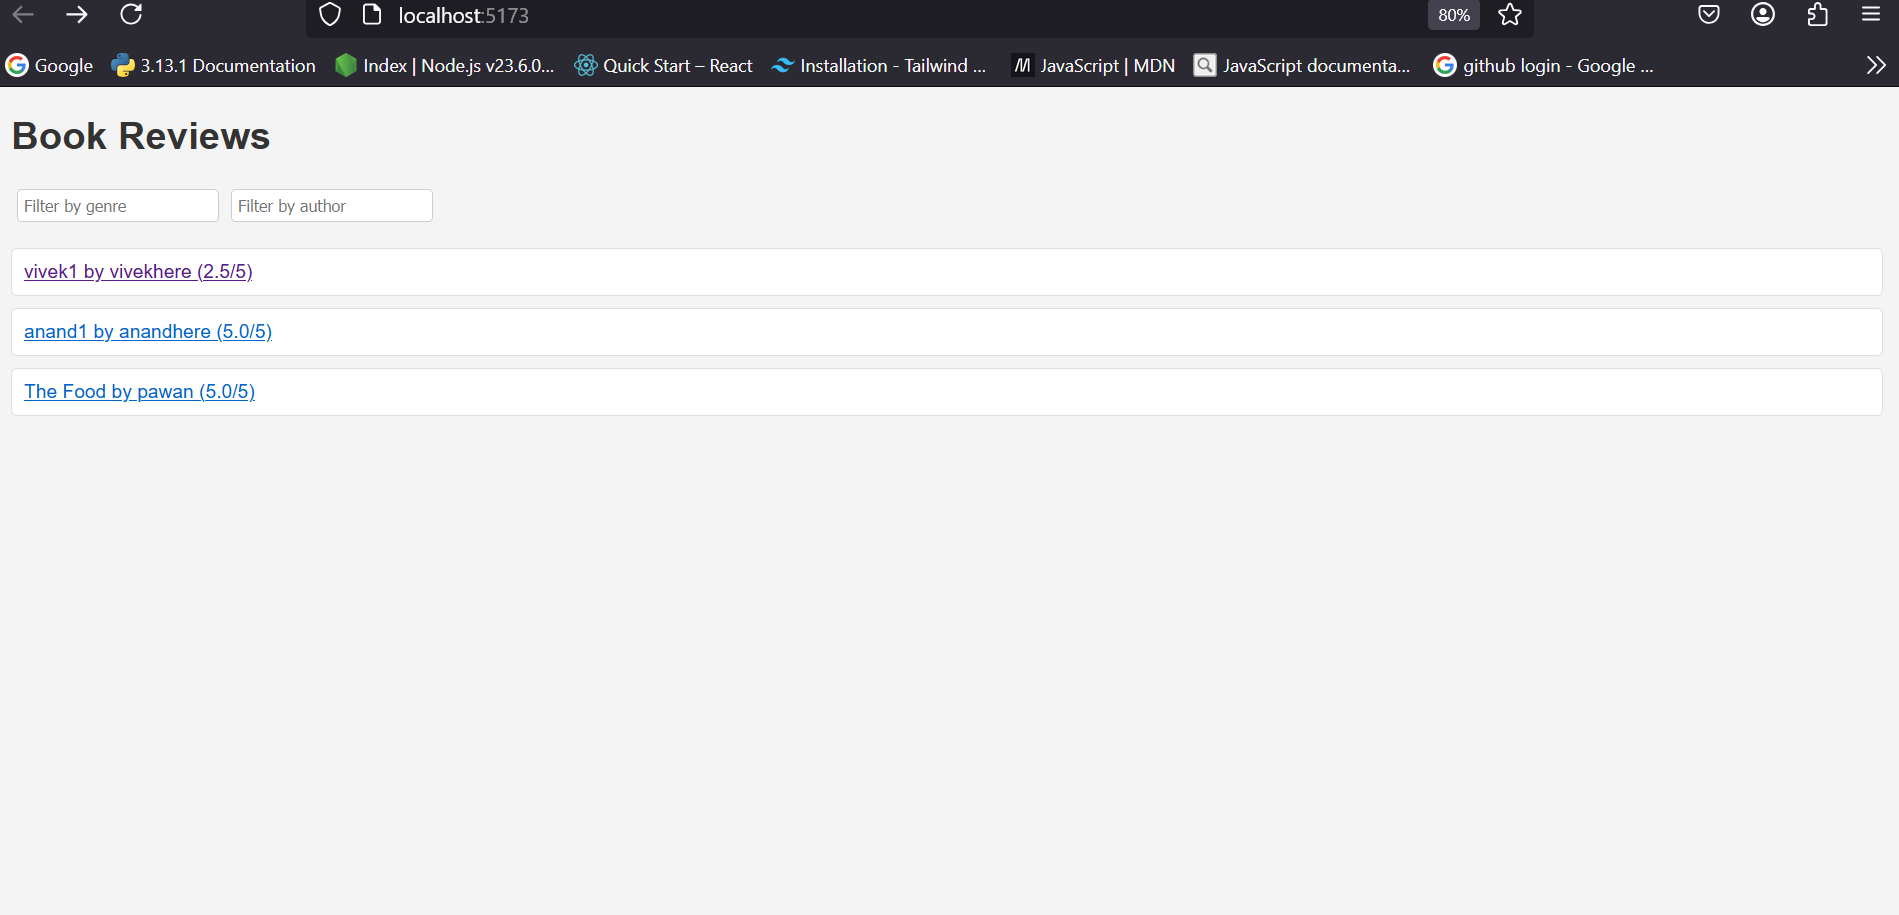 localhost:5173
80%
Google
3.13.1 Documentation
Index | Node.js v23.6.0...
Quick Start – React
Installation - Tailwind ...
JavaScript | MDN
JavaScript documenta...
github login - Google ...
Book Reviews
Filter by genre
Filter by author
vivek1 by vivekhere (2.5/5)
anand1 by anandhere (5.0/5)
The Food by pawan (5.0/5)